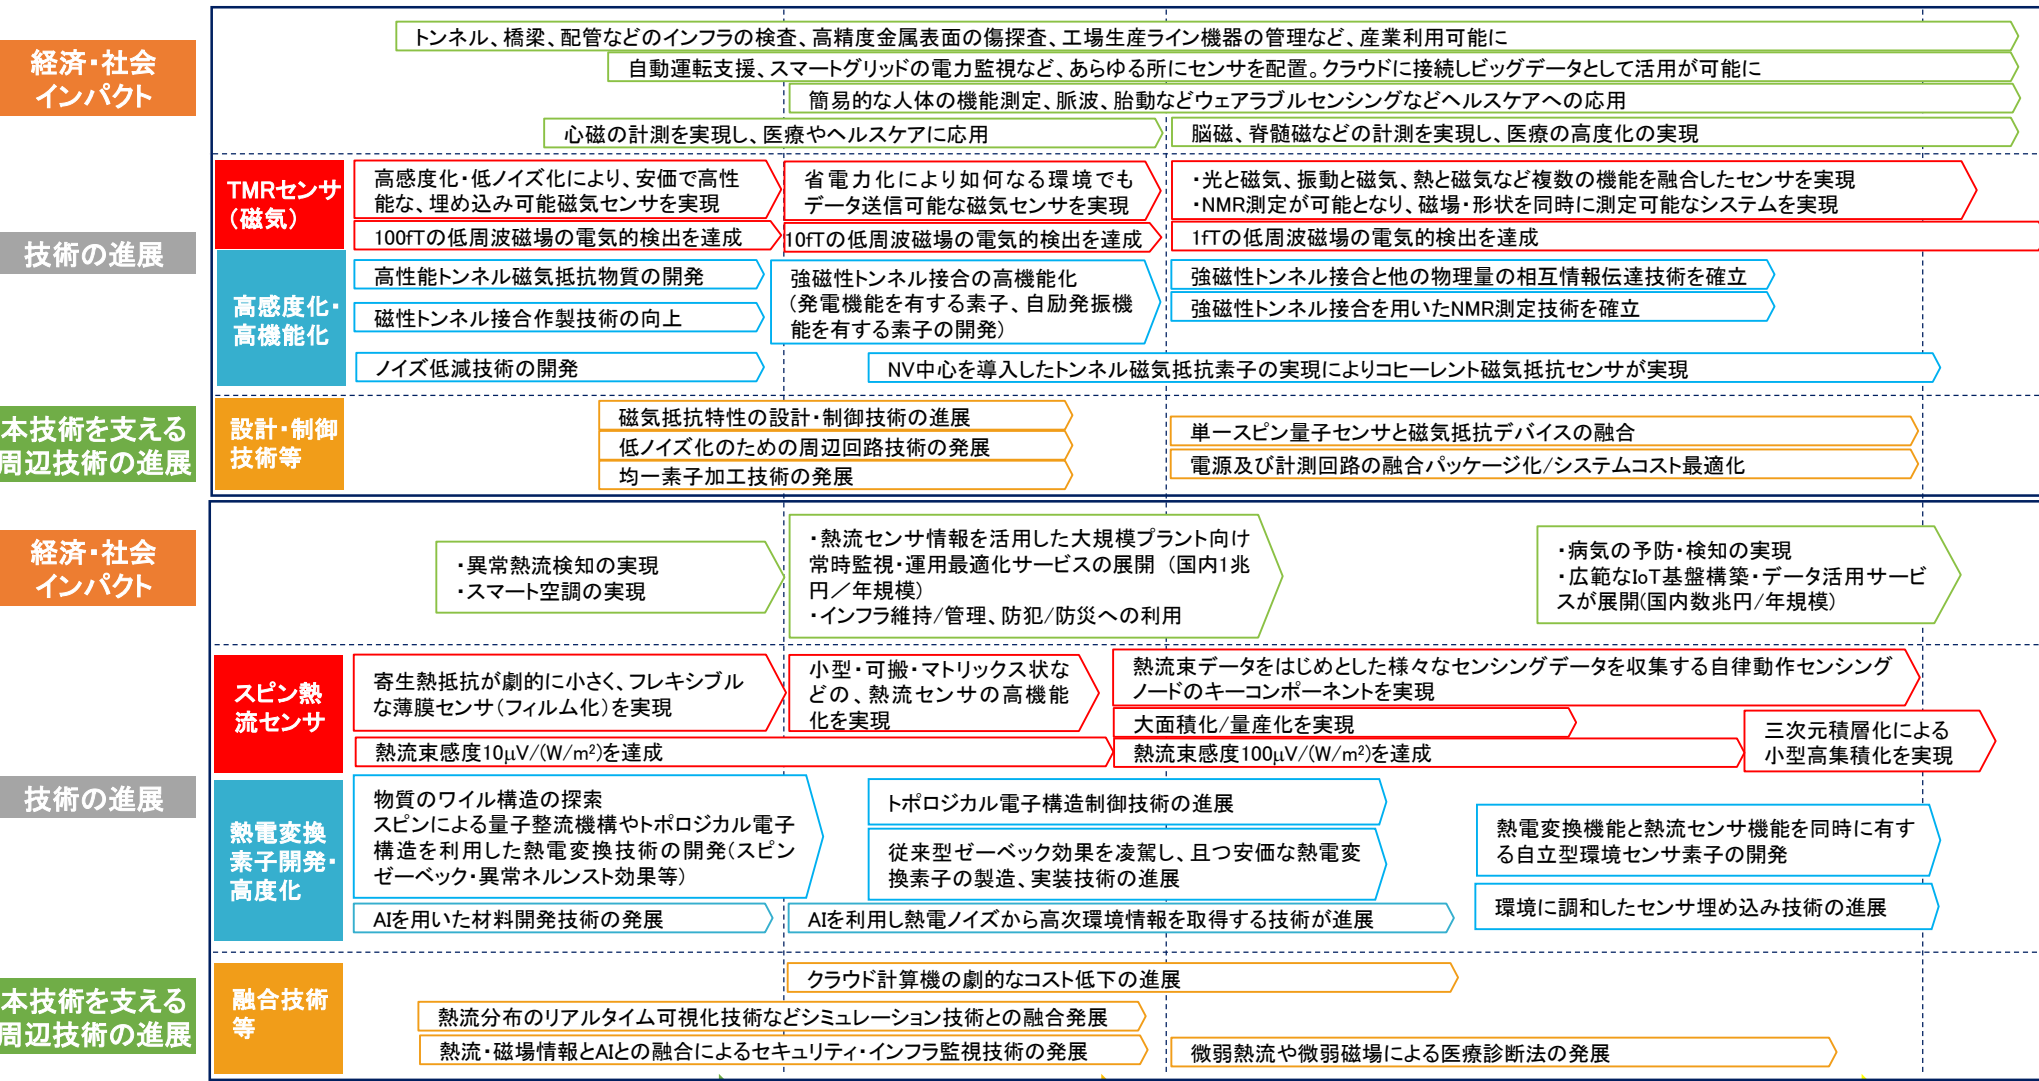 経済・社会
インパクト
トンネル、橋梁、配管などのインフラの検査、高精度金属表面の傷探査、工場生産ライン機器の管理など、産業利用可能に
自動運転支援、スマートグリッドの電力監視など、あらゆる所にセンサを配置。クラウドに接続しビッグデータとして活用が可能に
簡易的な人体の機能測定、脈波、胎動などウェアラブルセンシングなどヘルスケアへの応用
心磁の計測を実現し、医療やヘルスケアに応用
脳磁、脊髄磁などの計測を実現し、医療の高度化の実現
技術の進展
TMRセンサ
（磁気）
高感度化・低ノイズ化により、安価で高性
能な、埋め込み可能磁気センサを実現
省電力化により如何なる環境でも
データ送信可能な磁気センサを実現
・光と磁気、振動と磁気、熱と磁気など複数の機能を融合したセンサを実現
・NMR測定が可能となり、磁場・形状を同時に測定可能なシステムを実現
100fTの低周波磁場の電気的検出を達成
10fTの低周波磁場の電気的検出を達成
1fTの低周波磁場の電気的検出を達成
高感度化・
高機能化
高性能トンネル磁気抵抗物質の開発
磁性トンネル接合作製技術の向上
ノイズ低減技術の開発
強磁性トンネル接合の高機能化
（発電機能を有する素子、自励発振機
能を有する素子の開発）
強磁性トンネル接合と他の物理量の相互情報伝達技術を確立
強磁性トンネル接合を用いたNMR測定技術を確立
NV中心を導入したトンネル磁気抵抗素子の実現によりコヒーレント磁気抵抗センサが実現
本技術を支える
周辺技術の進展
設計・制御
技術等
磁気抵抗特性の設計・制御技術の進展
低ノイズ化のための周辺回路技術の発展
均一素子加工技術の発展
単一スピン量子センサと磁気抵抗デバイスの融合
電源及び計測回路の融合パッケージ化/システムコスト最適化
経済・社会
インパクト
・異常熱流検知の実現
・スマート空調の実現
・熱流センサ情報を活用した大規模プラント向け
常時監視・運用最適化サービスの展開（国内1兆
円／年規模）
・インフラ維持/管理、防犯/防災への利用
・病気の予防・検知の実現
・広範なIoT基盤構築・データ活用サービ
スが展開(国内数兆円/年規模)
技術の進展
スピン熱
流センサ
寄生熱抵抗が劇的に小さく、フレキシブル
な薄膜センサ（フィルム化）を実現
小型・可搬・マトリックス状な
どの、熱流センサの高機能
化を実現
熱流束データをはじめとした様々なセンシングデータを収集する自律動作センシング
ノードのキーコンポーネントを実現
大面積化/量産化を実現
熱流束感度10μV/(W/m²)を達成
熱流束感度100μV/(W/m²)を達成
三次元積層化による
小型高集積化を実現
熱電変換
素子開発・
高度化
物質のワイル構造の探索
スピンによる量子整流機構やトポロジカル電子
構造を利用した熱電変換技術の開発（スピン
ゼーベック・異常ネルンスト効果等）
AIを用いた材料開発技術の発展
トポロジカル電子構造制御技術の進展
従来型ゼーベック効果を凌駕し、且つ安価な熱電変
換素子の製造、実装技術の進展
AIを利用し熱電ノイズから高次環境情報を取得する技術が進展
熱電変換機能と熱流センサ機能を同時に有す
る自立型環境センサ素子の開発
環境に調和したセンサ埋め込み技術の進展
本技術を支える
周辺技術の進展
融合技術
等
クラウド計算機の劇的なコスト低下の進展
熱流分布のリアルタイム可視化技術などシミュレーション技術との融合発展
熱流・磁場情報とAIとの融合によるセキュリティ・インフラ監視技術の発展
微弱熱流や微弱磁場による医療診断法の発展